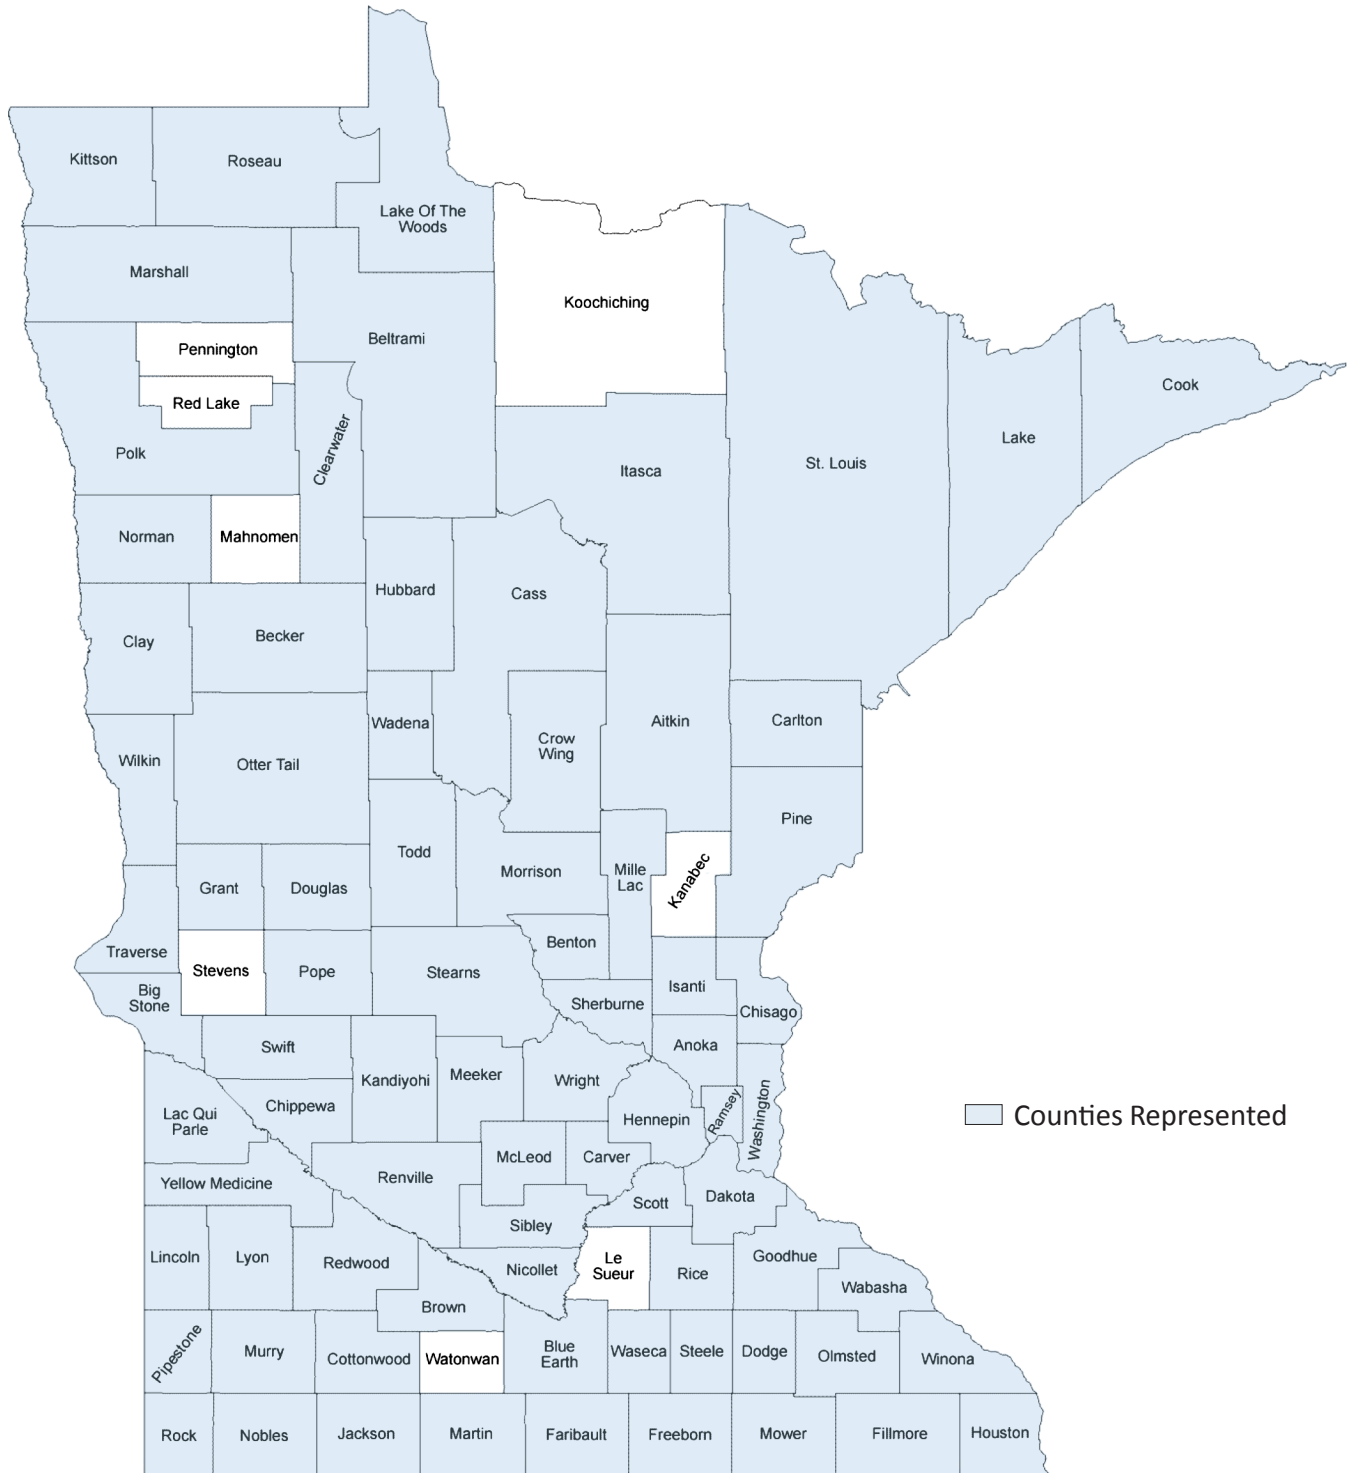 Kittson
Roseau
Lake Of The
Woods
Marshall
Koochiching
Pennington
Beltrami
Red Lake
Cook
Lake
Clearwater
Polk
St. Louis
Itasca
Norman
Mahnomen
Hubbard
Cass
Becker
Clay
Wadena
Aitkin
Carlton
Crow
Wing
Wilkin
Otter Tail
Pine
Todd
Morrison
Mille
Lac
Kanabec
Grant
Douglas
Benton
Traverse
Stevens
Pope
Stearns
Isanti
Big
Stone
Sherburne
Chisago
Swift
Anoka
Kandiyohi
Meeker
Wright
Chippewa
Lac Qui
Parle
Hennepin
Ramsey
Washington
Counties Represented
McLeod
Carver
Renville
Yellow Medicine
Dakota
Scott
Sibley
Lincoln
Lyon
Redwood
Nicollet
Le
Sueur
Rice
Goodhue
Wabasha
Brown
Pipestone
Murry
Cottonwood
Watonwan
Blue
Earth
Waseca
Steele
Dodge
Olmsted
Winona
Rock
Nobles
Jackson
Martin
Faribault
Freeborn
Mower
Fillmore
Houston